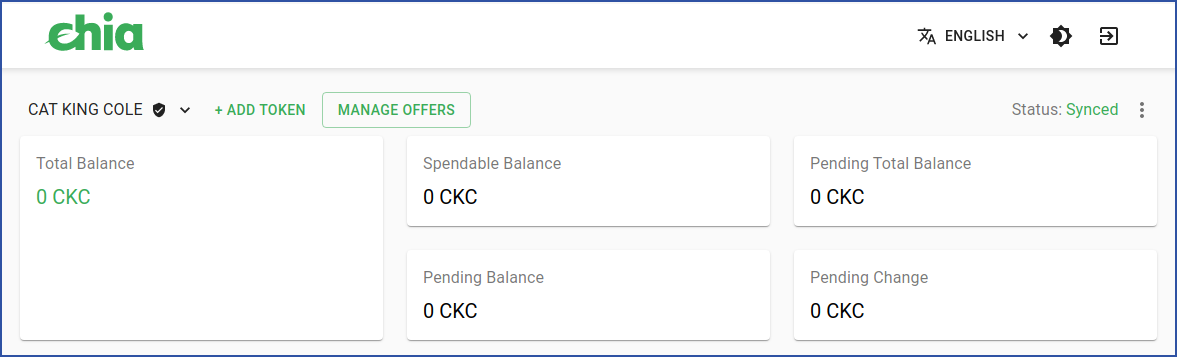 chia
ENGLISH
CAT KING COLE
+ ADD TOKEN
MANAGE OFFERS
Status: Synced
Total Balance
0 CKC
Spendable Balance
0 CKC
Pending Total Balance
0 CKC
Pending Balance
0 CKC
Pending Change
0 CKC